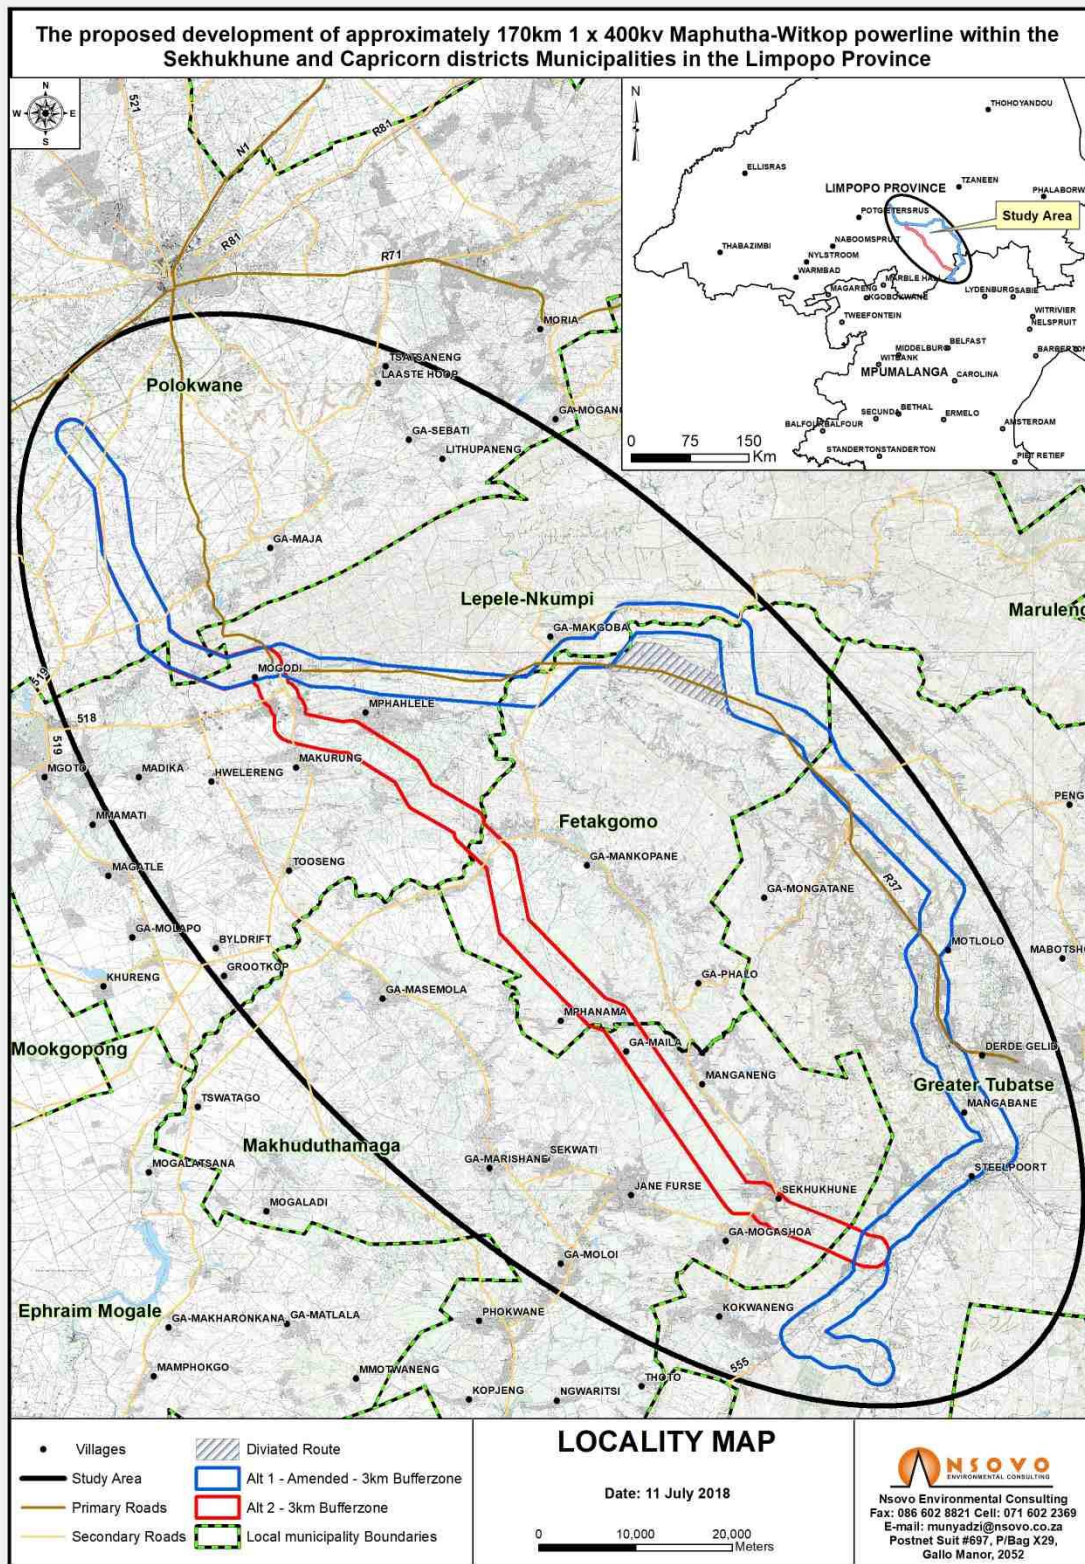 The proposed development of approximately 170km 1 x 400kv Maphutha-Witkop powerline within the
Sekhukhune and Capricorn districts Municipalities in the Limpopo Province
N
W E
S
521
N1
R81
R81
R71
MORIA
TSATSANENG
LAASTE HOOP
Polokwane
GA-MOGANO
GA-SEBATI
LITHUPANENG
GA-MAJA
Lepele-Nkumpi
Maruleng
GA-MAKGOBA
MOGODI
519
MPHAHLELE
518
519
MGOTO
MADIKA
HWELERENG
MAKURUNG
PENG
MMAMATI
Fetakgomo
MAGATLE
TOOSENG
GA-MANKOPANE
R37
GA-MONGATANE
GA-MOLAPO
BYLDRIFT
MOTLOLO
MABOTSHO
GROOTKOP
KHURENG
GA-MASEMOLA
GA-PHALO
MPHANAMA
Mookgopong
GA-MAILA
DERDE GELID
MANGANENG
Greater Tubatse
TSWATAGO
MANGABANE
Makhuduthamaga
SEKWATI
GA-MARISHANE
MOGALATSANA
STEELPOORT
JANE FURSE
SEKHUKHUNE
MOGALADI
GA-MOGASHOA
GA-MOLOI
Ephraim Mogale
GA-MAKHARONKANA
GA-MATLALA
PHOKWANE
KOKWANENG
555
MAMPHOKGO
MMOTWANENG
THOTO
KOPJENG
NGWARITSI
N
THOHOYANDOU
ELLISRAS
TZANEEN
LIMPOPO PROVINCE
PHALABORWA
POTGIETERSRUS
Study Area
NABOOMSPRUIT
THABAZIMBI
NYLSTROOM
WARMBAD
MARBLE HALL
MAGARENG
KGOBOKWANE
LYDENBURG
SABIE
TWEEFONTEIN
WITRIVIER
NELSPRUIT
MIDDELBURG
BELFAST
WITBANK
BARBERTON
MPUMALANGA
CAROLINA
SECUNDA
BETHAL
ERMELO
BALFOUR
BALFOUR
AMSTERDAM
STANDERTON
STANDERTON
PIET RETIEF
0 75 150
Km
Villages
Study Area
Primary Roads
Secondary Roads
Diviated Route
Alt 1 - Amended - 3km Bufferzone
Alt 2 - 3km Bufferzone
Local municipality Boundaries
LOCALITY MAP
Date: 11 July 2018
0 10,000 20,000
Meters
NSOVO
ENVIRONMENTAL CONSULTING
Nsovo Environmental Consulting
Fax: 086 602 8821 Cell: 071 602 2369
E-mail: munyadzi@nsovo.co.za
Postnet Suit #697, P/Bag X29,
Gallo Manor, 2052